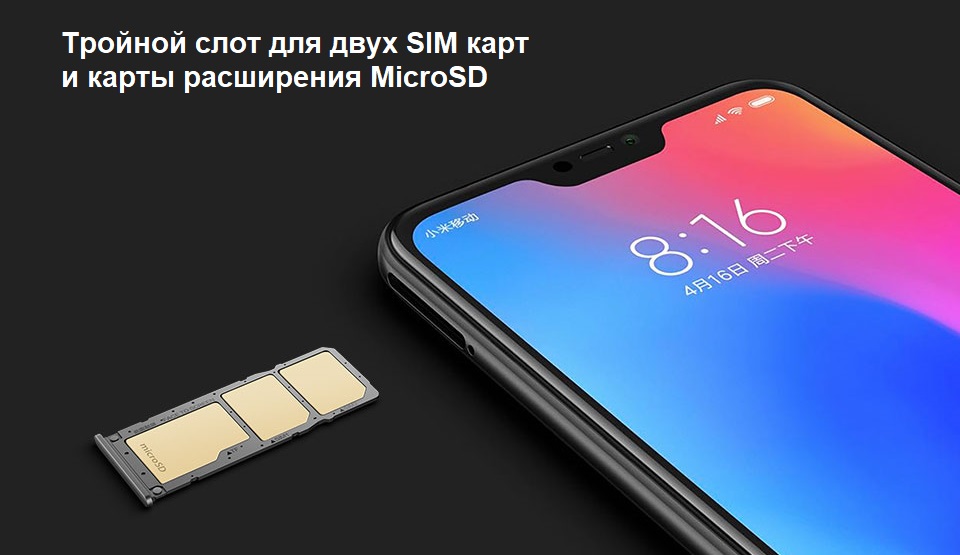 Тройной слот для двух SIM карт
и карты расширения MicroSD
小米移动
8:16
4月16日 周二下午
microSD